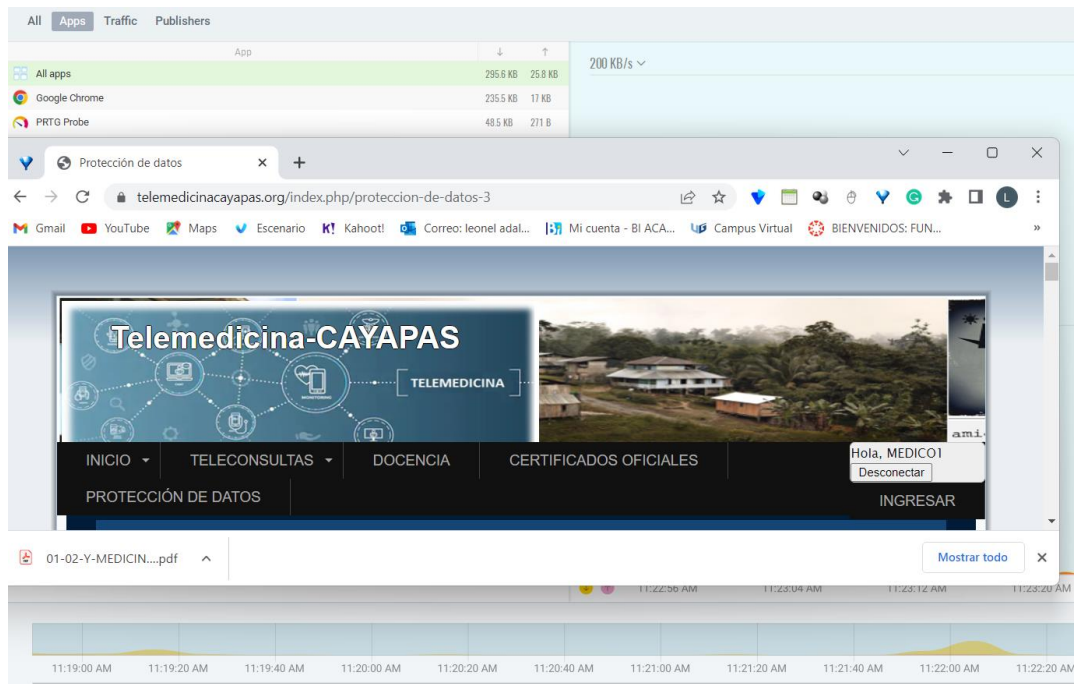 All Apps Traffic Publishers
App ↓ ↑
All apps 295.6 KB 25.8 KB
200 KB/s
Google Chrome 235.5 KB 17 KB
PRTG Probe 48.5 KB 271 B
Protección de datos
telemedicinacayapas.org/index.php/proteccion-de-datos-3
L
Gmail YouTube Maps Escenario K! Kahoot! Correo: leonel adal... Mi cuenta - BI ACA... Campus Virtual BIENVENIDOS: FUN... »
Telemedicina-CAYAPAS
TELEMEDICINA
ami
INICIO TELECONSULTAS DOCENCIA CERTIFICADOS OFICIALES
Hola, MEDICO1
Desconectar
PROTECCIÓN DE DATOS INGRESAR
01-02-Y-MEDICIN....pdf Mostrar todo
11:22:56 AM 11:23:04 AM 11:23:12 AM 11:23:20 AM
11:19:00 AM 11:19:20 AM 11:19:40 AM 11:20:00 AM 11:20:20 AM 11:20:40 AM 11:21:00 AM 11:21:20 AM 11:21:40 AM 11:22:00 AM 11:22:20 AM